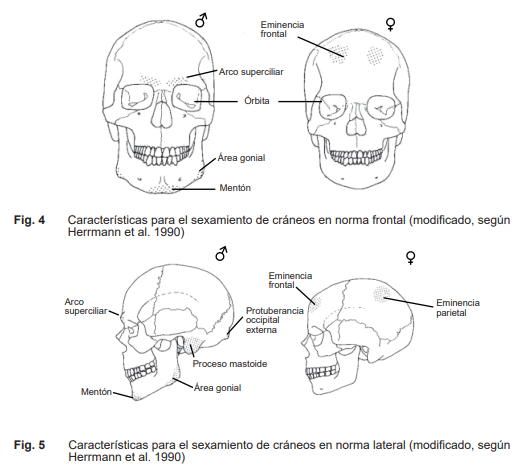 ♂
♀
Eminencia
frontal
Arco superciliar
Órbita
Área gonial
Mentón
Fig. 4 Características para el sexamiento de cráneos en norma frontal (modificado, según
Herrmann et al. 1990)
♂
♀
Eminencia
frontal
Arco
superciliar
Protuberancia
occipital
externa
Eminencia
parietal
Proceso mastoide
Área gonial
Mentón
Fig. 5 Características para el sexamiento de cráneos en norma lateral (modificado, según
Herrmann et al. 1990)